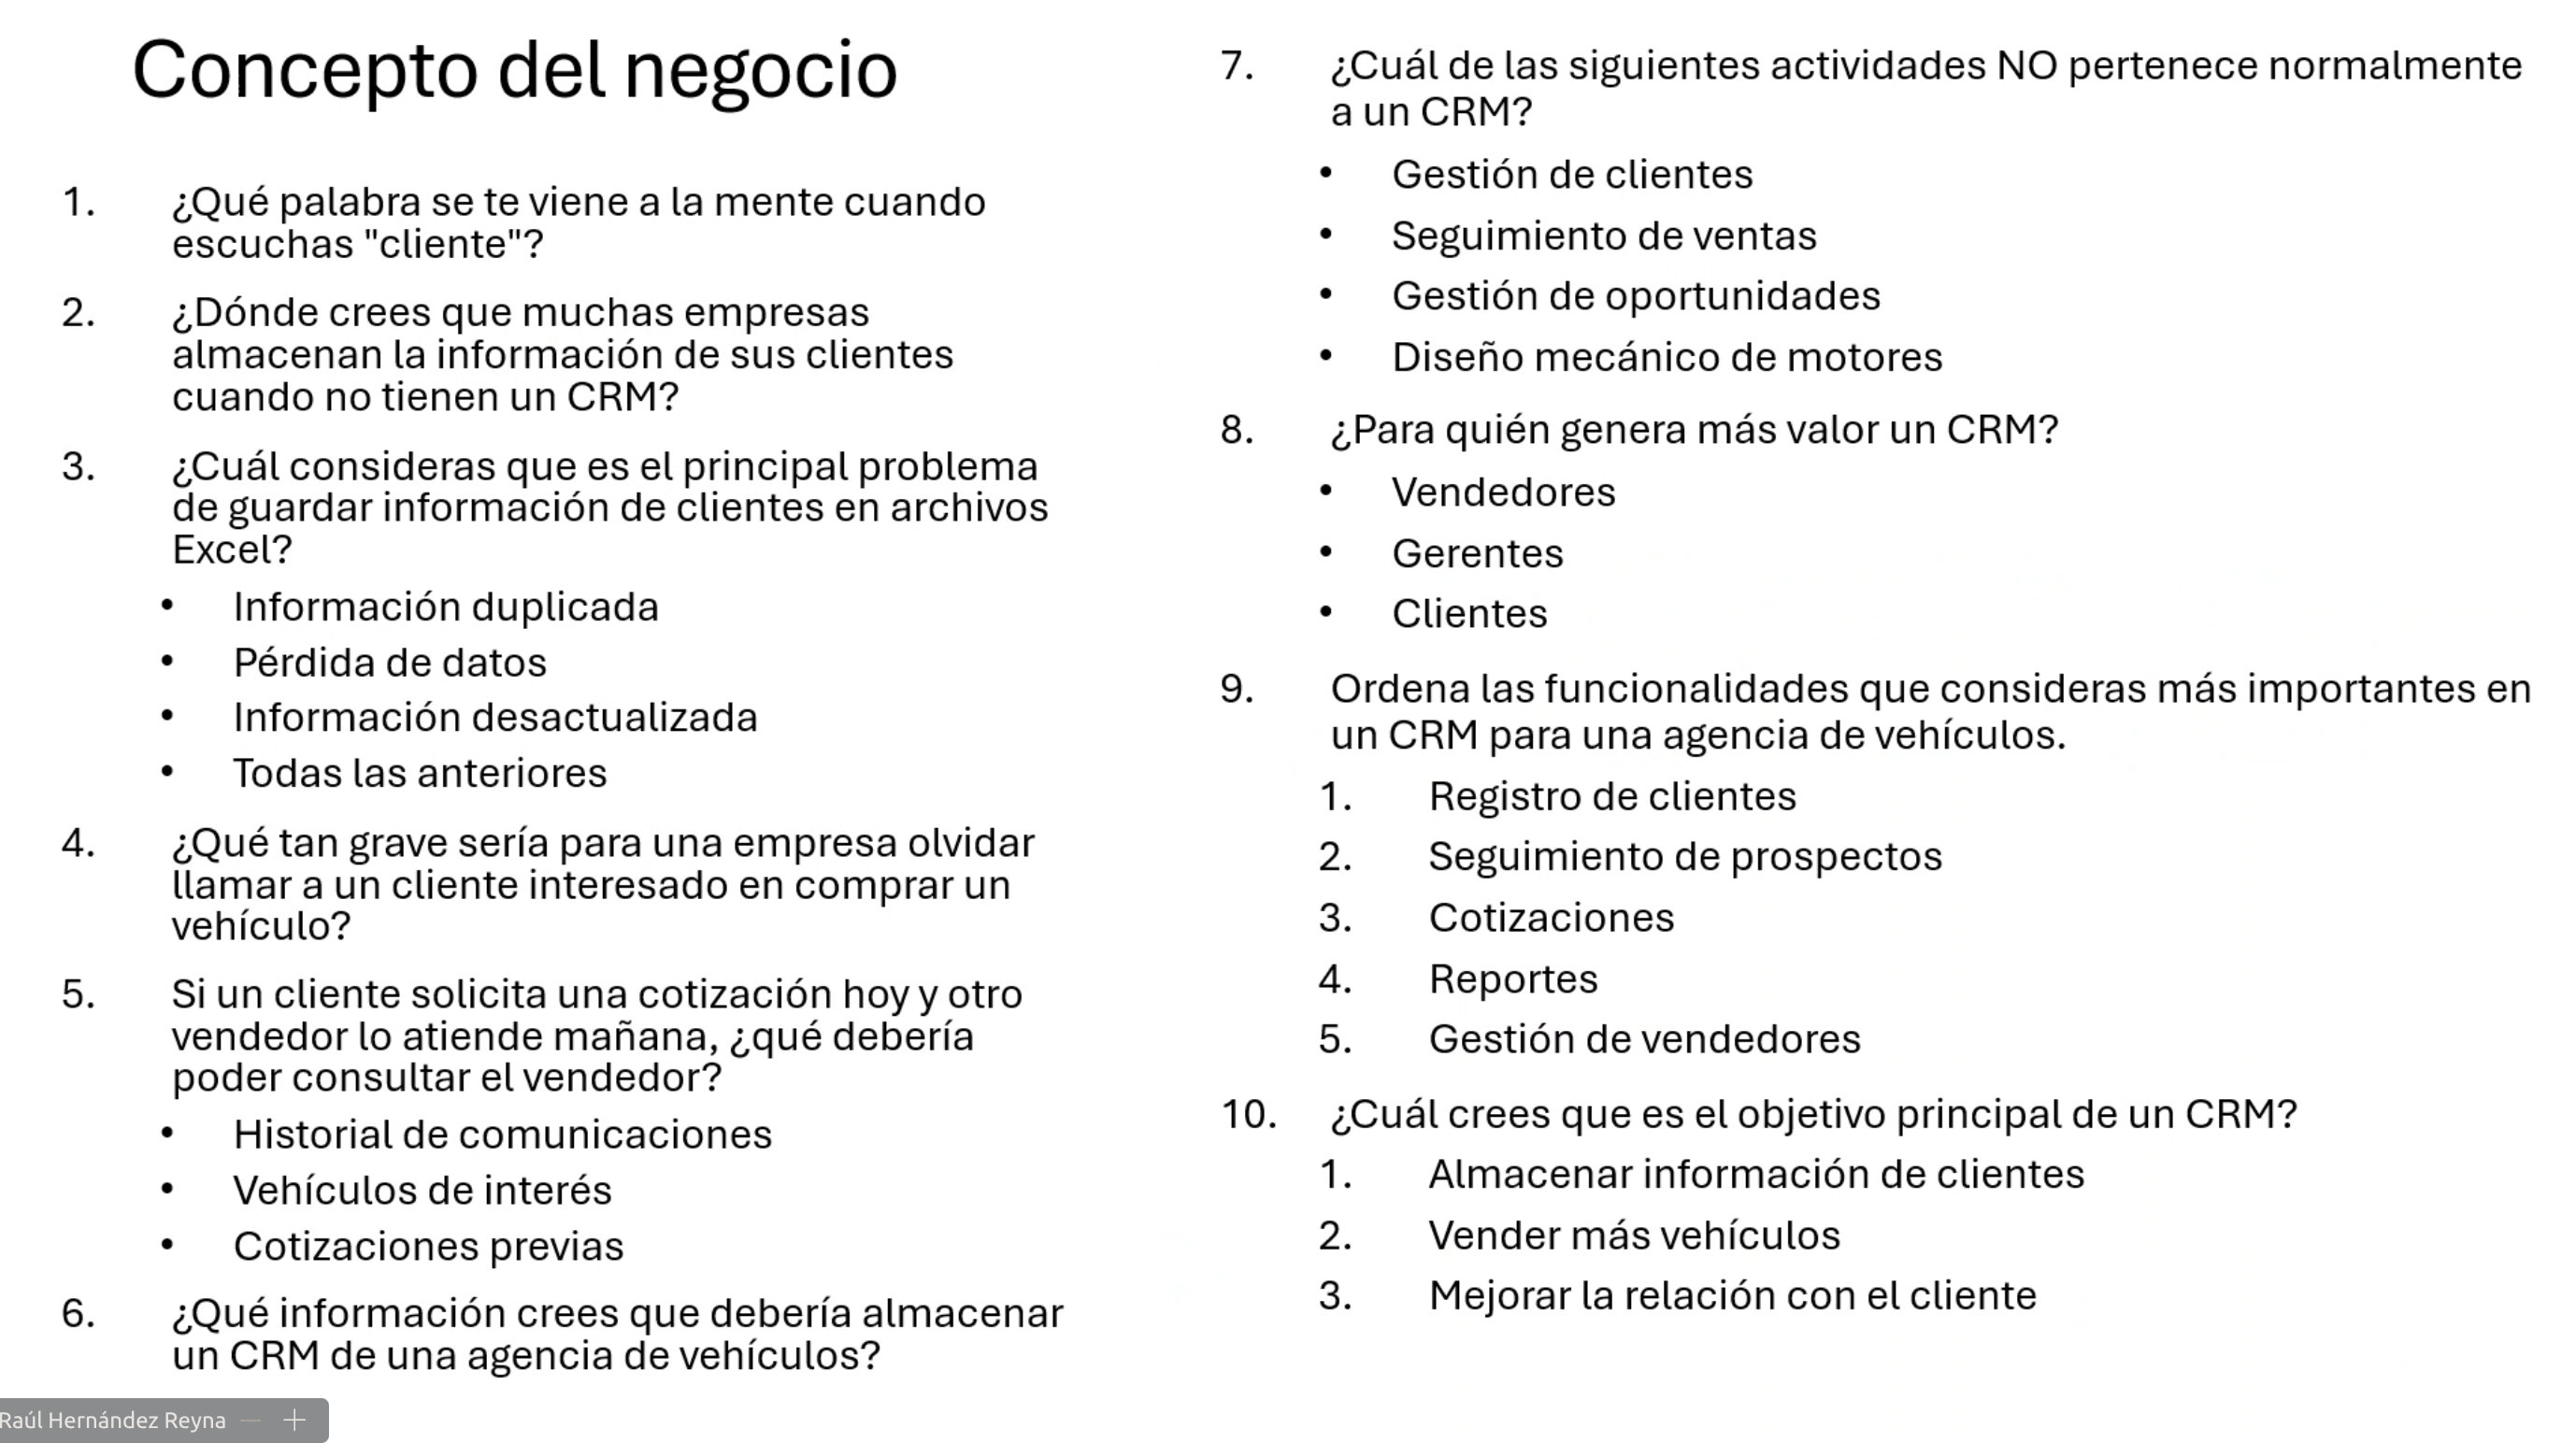 Concepto del negocio
1. ¿Qué palabra se te viene a la mente cuando
escuchas "cliente"?
2. ¿Dónde crees que muchas empresas
almacenan la información de sus clientes
cuando no tienen un CRM?
3. ¿Cuál consideras que es el principal problema
de guardar información de clientes en archivos
Excel?
• Información duplicada
• Pérdida de datos
• Información desactualizada
• Todas las anteriores
4. ¿Qué tan grave sería para una empresa olvidar
llamar a un cliente interesado en comprar un
vehículo?
5. Si un cliente solicita una cotización hoy y otro
vendedor lo atiende mañana, ¿qué debería
poder consultar el vendedor?
• Historial de comunicaciones
• Vehículos de interés
• Cotizaciones previas
6. ¿Qué información crees que debería almacenar
un CRM de una agencia de vehículos?
7. ¿Cuál de las siguientes actividades NO pertenece normalmente
a un CRM?
• Gestión de clientes
• Seguimiento de ventas
• Gestión de oportunidades
• Diseño mecánico de motores
8. ¿Para quién genera más valor un CRM?
• Vendedores
• Gerentes
• Clientes
9. Ordena las funcionalidades que consideras más importantes en
un CRM para una agencia de vehículos.
1. Registro de clientes
2. Seguimiento de prospectos
3. Cotizaciones
4. Reportes
5. Gestión de vendedores
10. ¿Cuál crees que es el objetivo principal de un CRM?
1. Almacenar información de clientes
2. Vender más vehículos
3. Mejorar la relación con el cliente
Raúl Hernández Reyna